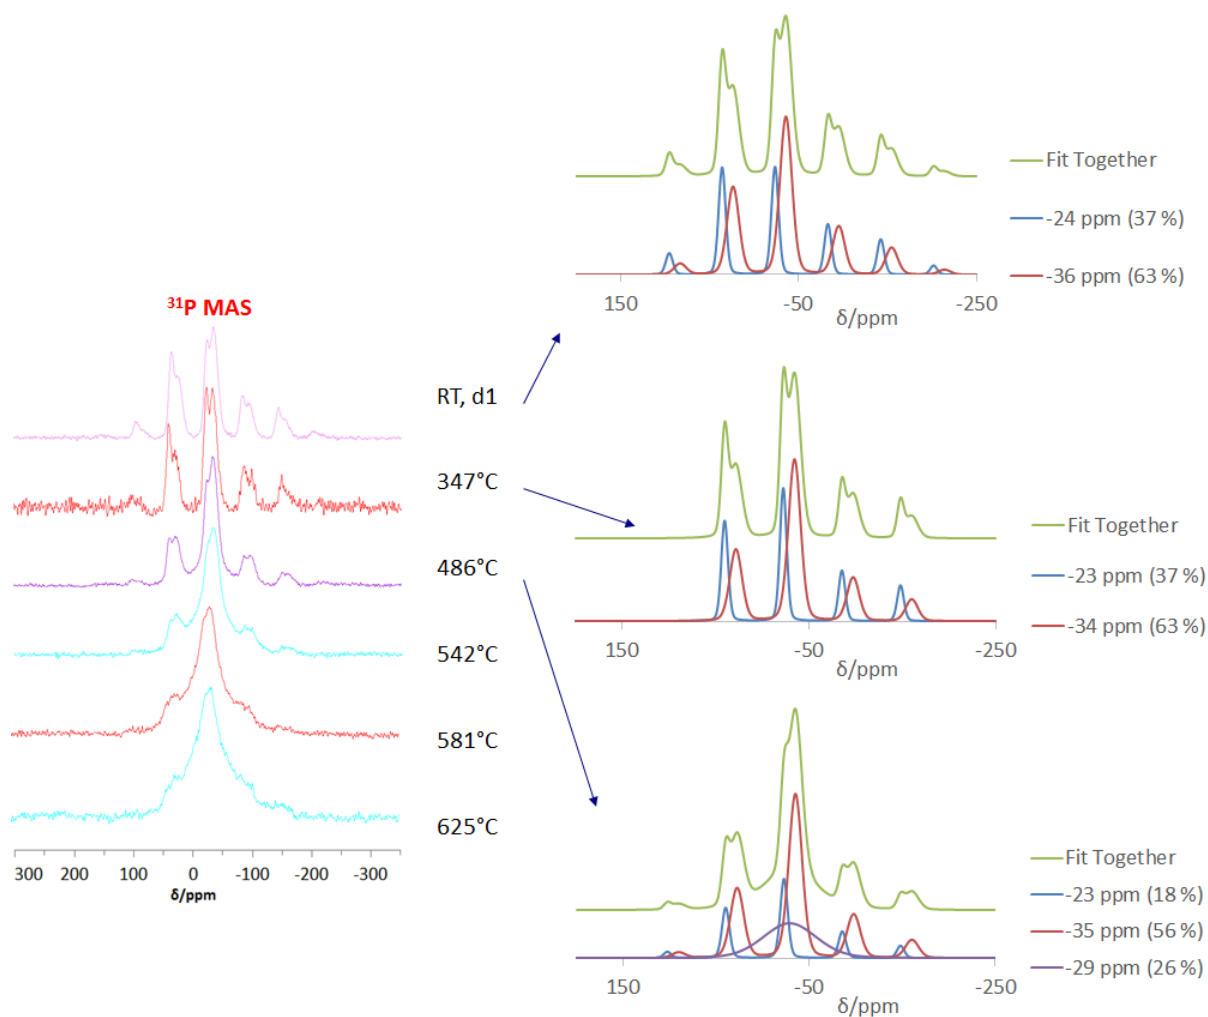 ³¹P MAS
RT, d1
347°C
486°C
542°C
581°C
625°C
300 200 100 0 -100 -200 -300
δ/ppm
Fit Together
-24 ppm (37 %)
-36 ppm (63 %)
150 -50 -250
δ/ppm
Fit Together
-23 ppm (37 %)
-34 ppm (63 %)
150 -50 -250
δ/ppm
Fit Together
-23 ppm (18 %)
-35 ppm (56 %)
-29 ppm (26 %)
150 -50 -250
δ/ppm